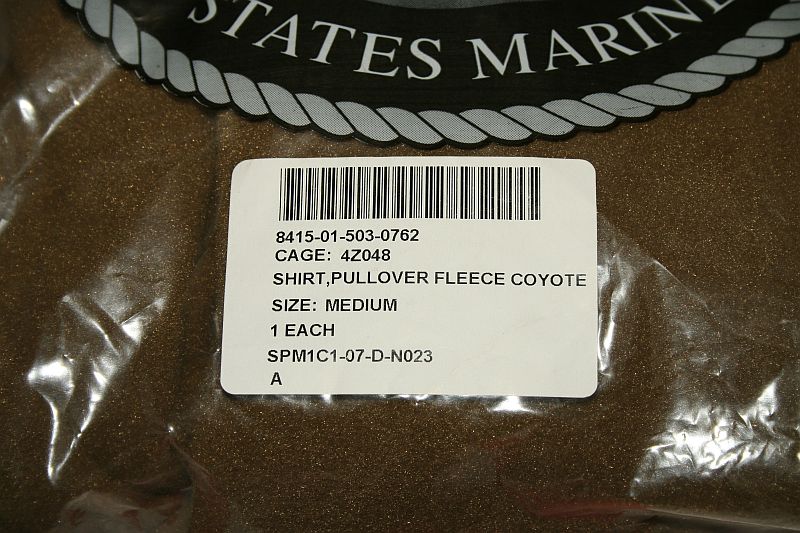 STATES MARINE
8415-01-503-0762
CAGE: 4Z048
SHIRT,PULLOVER FLEECE COYOTE
SIZE: MEDIUM
1 EACH
SPM1C1-07-D-N023
A